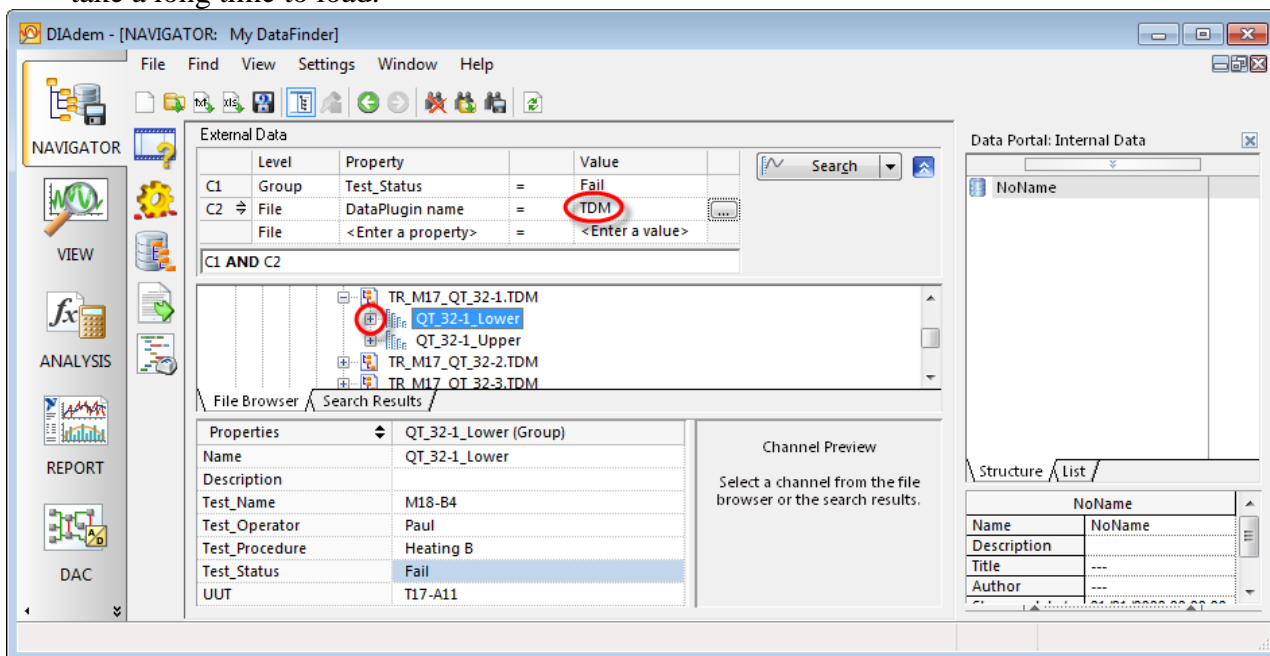 take a long time to load.
DIAdem - [NAVIGATOR: My DataFinder]
File Find View Settings Window Help
NAVIGATOR
VIEW
ANALYSIS
REPORT
DAC
External Data
Level Property Value
C1 Group Test_Status = Fail
C2 File DataPlugin name = TDM ...
File <Enter a property> = <Enter a value>
Search
C1 AND C2
TR_M17_QT_32-1.TDM
QT_32-1_Lower
QT_32-1_Upper
TR_M17_QT_32-2.TDM
TR_M17_QT_32-3.TDM
File Browser Search Results
Properties QT_32-1_Lower (Group)
Name QT_32-1_Lower
Description
Test_Name M18-B4
Test_Operator Paul
Test_Procedure Heating B
Test_Status Fail
UUT T17-A11
Channel Preview
Select a channel from the file
browser or the search results.
Data Portal: Internal Data
NoName
Structure List
NoName
Name NoName
Description
Title ---
Author ---